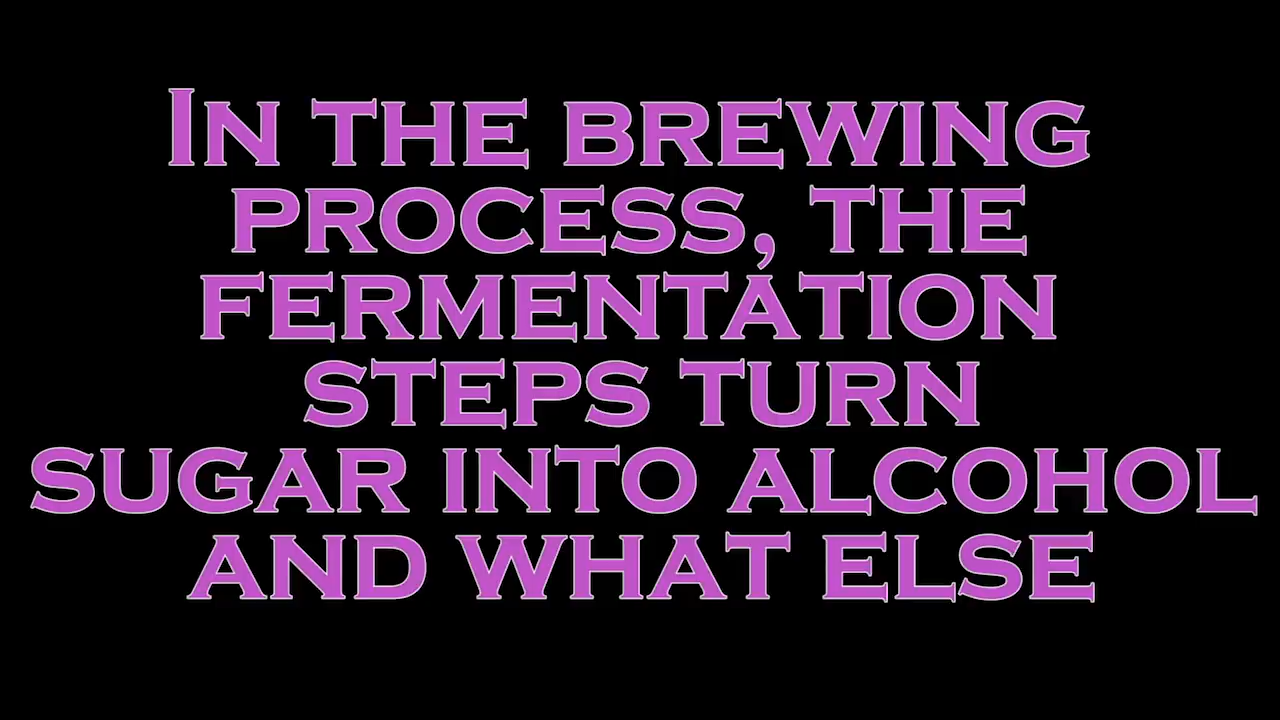 In the brewing
process, the
fermentation
steps turn
sugar into alcohol
and what else